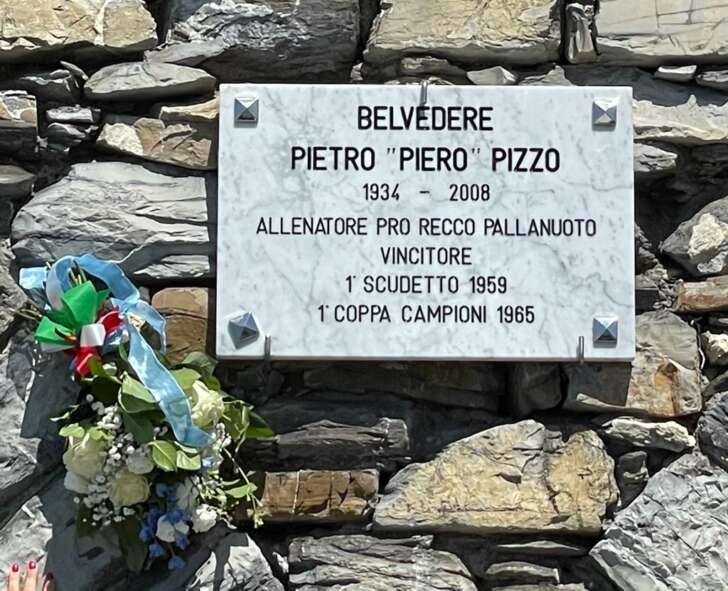 BELVEDERE
PIETRO "PIERO" PIZZO
1934 - 2008
ALLENATORE PRO RECCO PALLANUOTO
VINCITORE
1° SCUDETTO 1959
1° COPPA CAMPIONI 1965